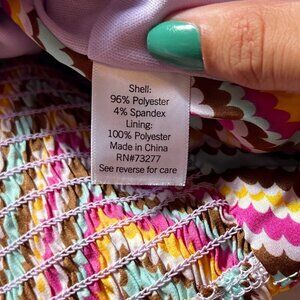 Shell:
96% Polyester
4% Spandex
Lining:
100% Polyester
Made in China
RN#73277
See reverse for care